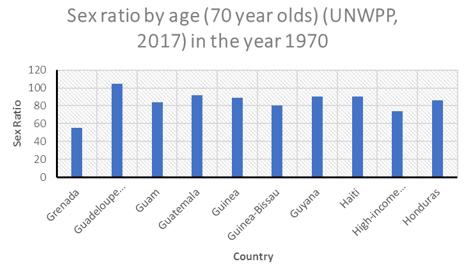 Sex ratio by age (70 year olds) (UNWPP,
2017) in the year 1970
120
100
80
60
40
20
0
Sex Ratio
Grenada
Guadeloupe...
Guam
Guatemala
Guinea
Guinea-Bissau
Guyana
Haiti
High-income...
Honduras
Country